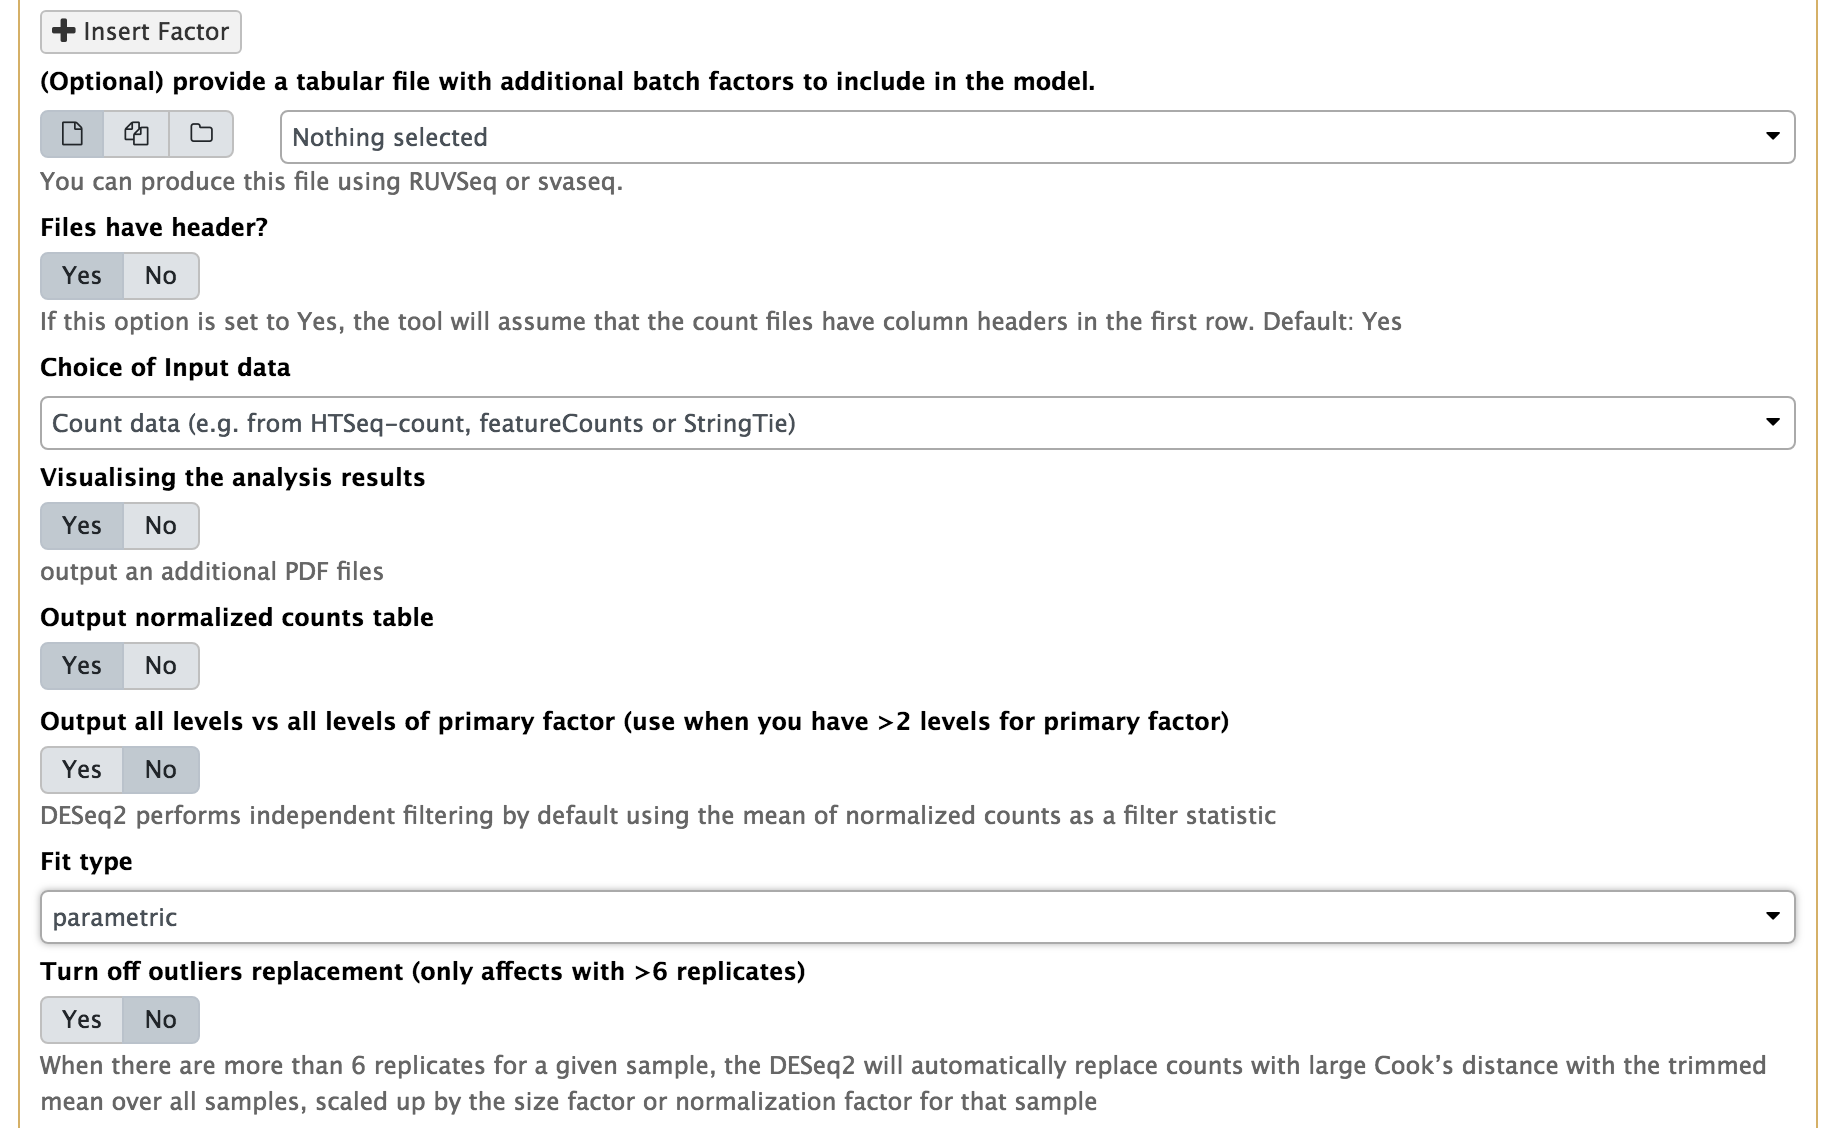 Insert Factor
(Optional) provide a tabular file with additional batch factors to include in the model.
Nothing selected
You can produce this file using RUVSeq or svaseq.
Files have header?
Yes No
If this option is set to Yes, the tool will assume that the count files have column headers in the first row. Default: Yes
Choice of Input data
Count data (e.g. from HTSeq-count, featureCounts or StringTie)
Visualising the analysis results
Yes No
output an additional PDF files
Output normalized counts table
Yes No
Output all levels vs all levels of primary factor (use when you have >2 levels for primary factor)
Yes No
DESeq2 performs independent filtering by default using the mean of normalized counts as a filter statistic
Fit type
parametric
Turn off outliers replacement (only affects with >6 replicates)
Yes No
When there are more than 6 replicates for a given sample, the DESeq2 will automatically replace counts with large Cook’s distance with the trimmed
mean over all samples, scaled up by the size factor or normalization factor for that sample